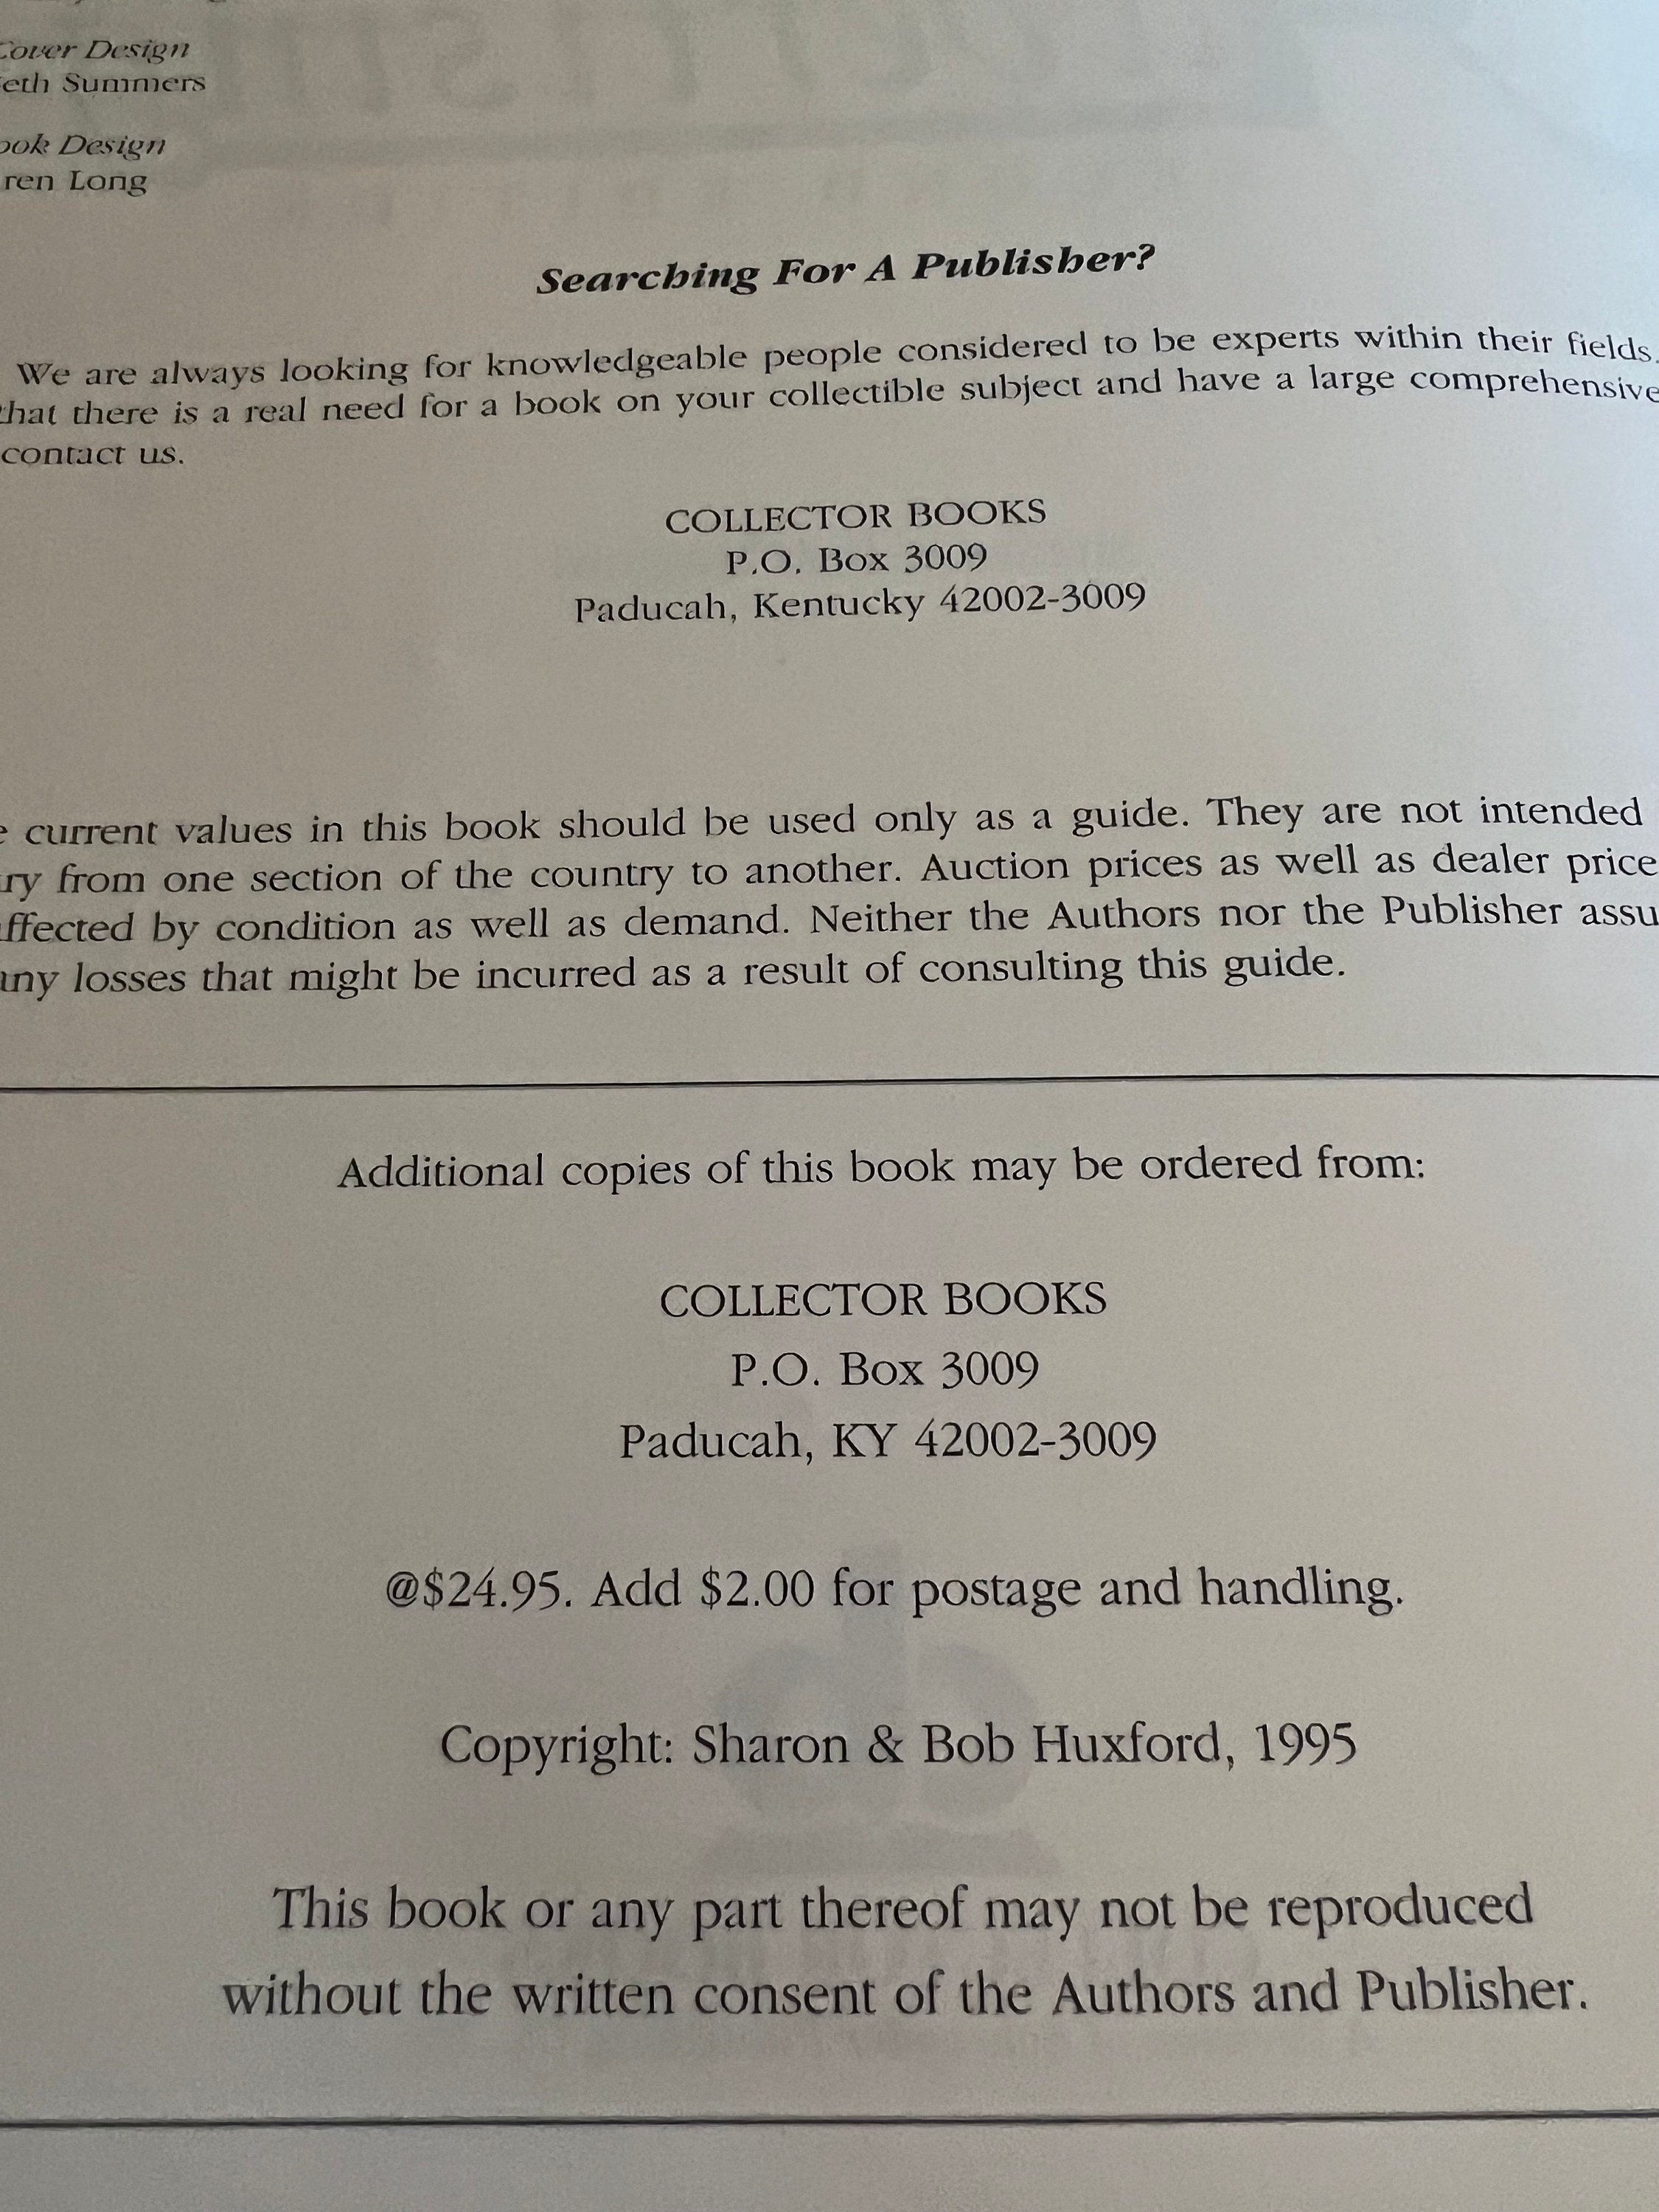 Cover Design
eth Summers
ook Design
ren Long
Searching For A Publisher?
We are always looking for knowledgeable people considered to be experts within their fields.
that there is a real need for a book on your collectible subject and have a large comprehensive
contact us.
COLLECTOR BOOKS
P.O. Box 3009
Paducah, Kentucky 42002-3009
e current values in this book should be used only as a guide. They are not intended
ry from one section of the country to another. Auction prices as well as dealer price
affected by condition as well as demand. Neither the Authors nor the Publisher assu
any losses that might be incurred as a result of consulting this guide.
Additional copies of this book may be ordered from:
COLLECTOR BOOKS
P.O. Box 3009
Paducah, KY 42002-3009
@$24.95. Add $2.00 for postage and handling.
Copyright: Sharon & Bob Huxford, 1995
This book or any part thereof may not be reproduced
without the written consent of the Authors and Publisher.